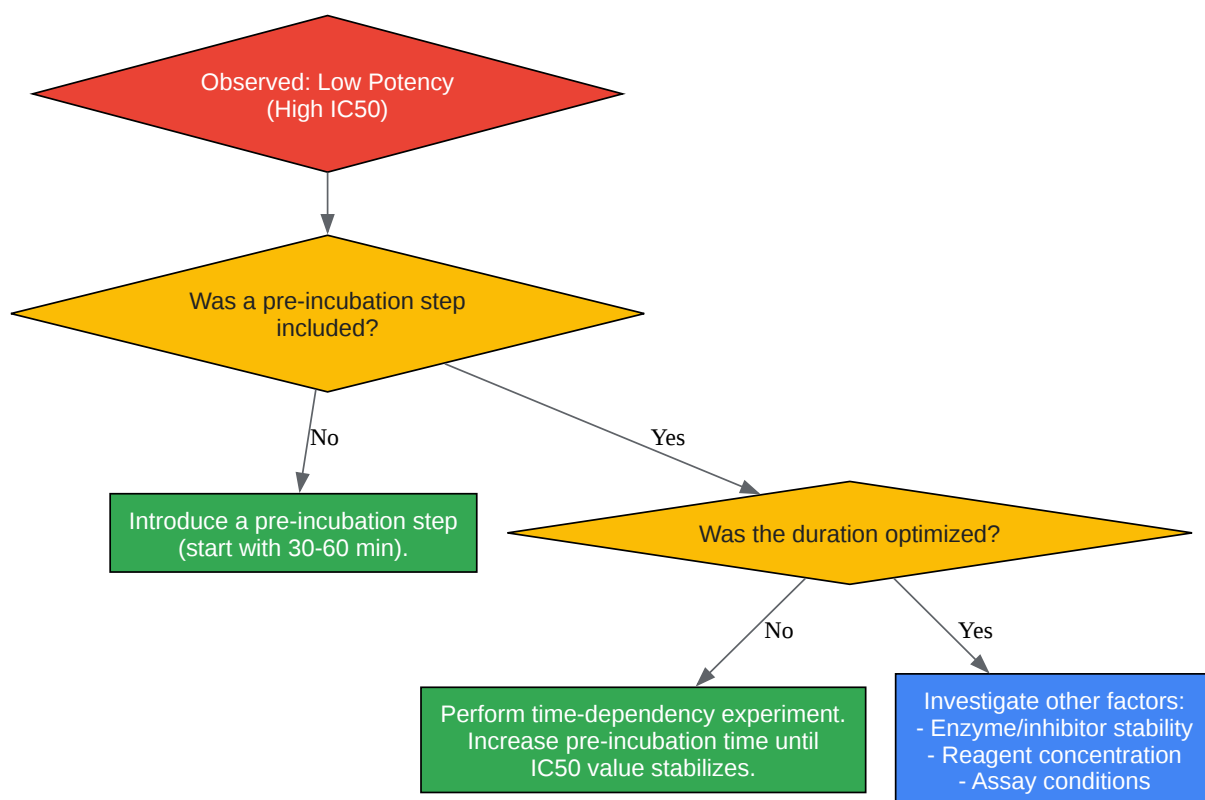 Observed: Low Potency
(High IC50)
Was a pre-incubation step
included?
No
Yes
Introduce a pre-incubation step
(start with 30-60 min).
Was the duration optimized?
No
Yes
Perform time-dependency experiment.
Increase pre-incubation time until
IC50 value stabilizes.
Investigate other factors:
- Enzyme/inhibitor stability
- Reagent concentration
- Assay conditions